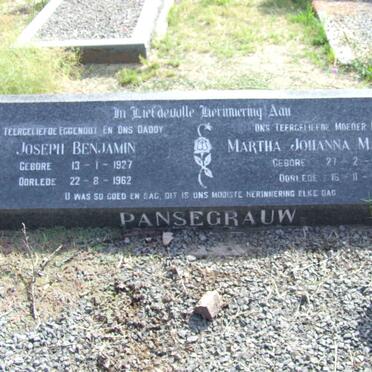 In Liefdevolle Herinnering Aan
TEERGELIEFDE EGGENOOT EN ONS DADDY
JOSEPH BENJAMIN
GEBORE 13-1-1927
OORLEDE 22-8-1962
ONS TEERGELIEFDE MOEDER
MARTHA JOHANNA M
GEBORE 27-2-
OORLEDE 16-11-
U WAS SO GOED EN DAG, DIT IS ONS MOOISTE HERINNERING ELKE DAG
PANSEGRAUW